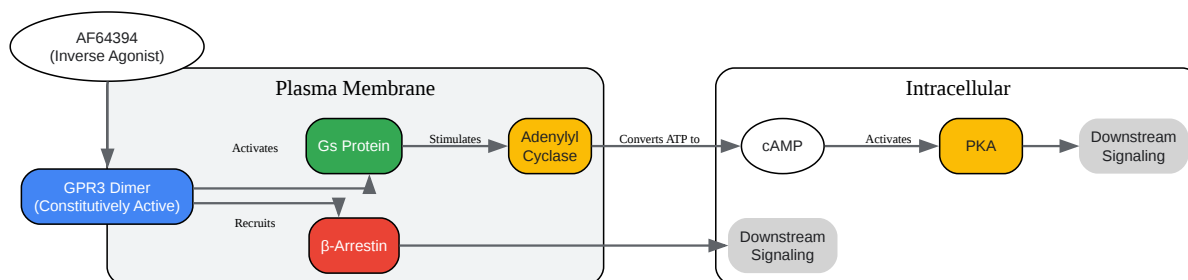 AF64394
(Inverse Agonist)
Plasma Membrane
Intracellular
Activates
Gs Protein
Stimulates
Adenylyl
Cyclase
Converts ATP to
cAMP
Activates
PKA
Downstream
Signaling
GPR3 Dimer
(Constitutively Active)
Recruits
β-Arrestin
Downstream
Signaling